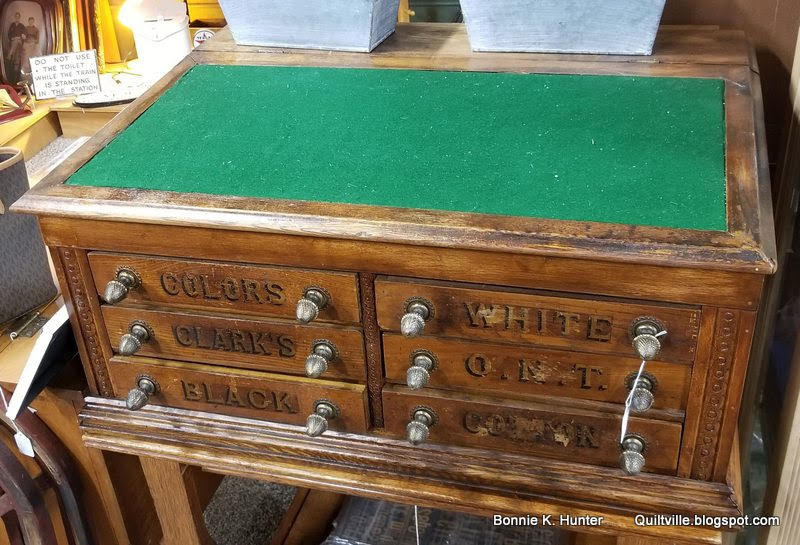 DO NOT USE
THE TOILET
WHILE THE TRAIN
IS STANDING
IN THE STATION
COLORS
CLARK'S
BLACK
WHITE
O.N.T.
COTTON
Bonnie K. Hunter Quiltville.blogspot.com